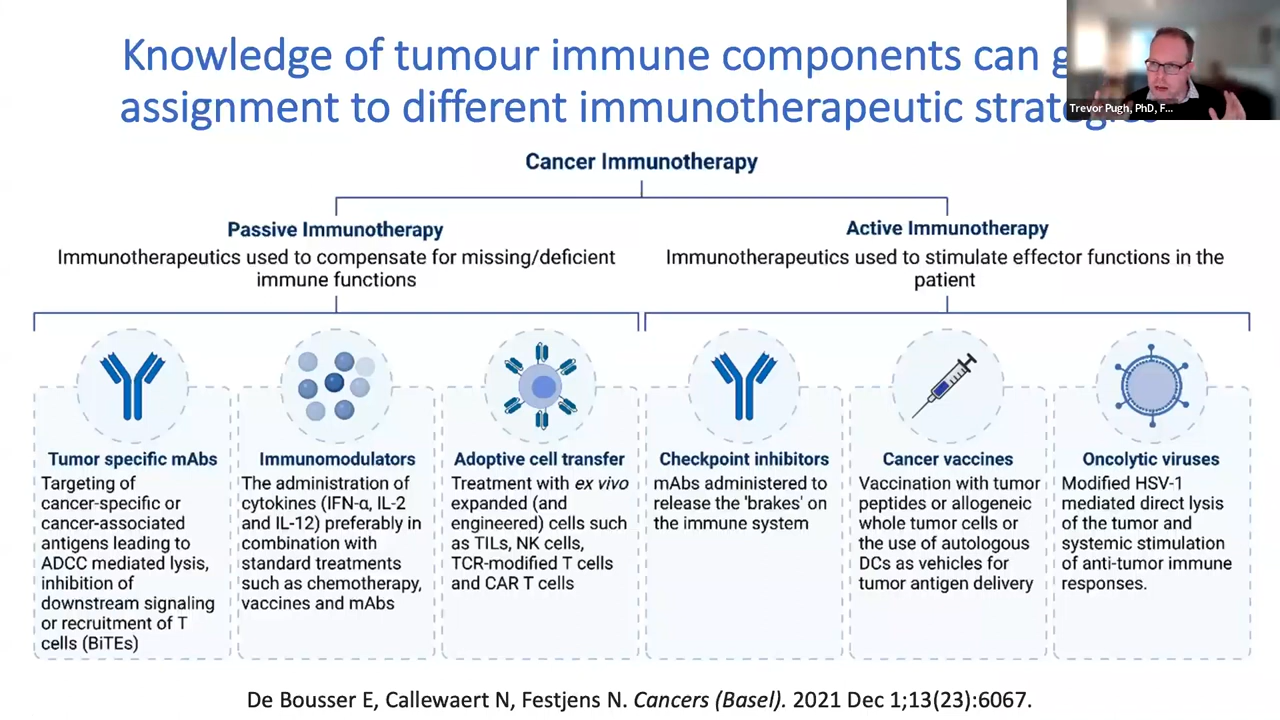 Knowledge of tumour immune components can g
assignment to different immunotherapeutic strategies
Trevor Pugh, PhD, F...
Cancer Immunotherapy
Passive Immunotherapy
Immunotherapeutics used to compensate for missing/deficient
immune functions
Active Immunotherapy
Immunotherapeutics used to stimulate effector functions in the
patient
Tumor specific mAbs
Targeting of
cancer-specific or
cancer-associated
antigens leading to
ADCC mediated lysis,
inhibition of
downstream signaling
or recruitment of T
cells (BiTEs)
Immunomodulators
The administration of
cytokines (IFN-α, IL-2
and IL-12) preferably in
combination with
standard treatments
such as chemotherapy,
vaccines and mAbs
Adoptive cell transfer
Treatment with ex vivo
expanded (and
engineered) cells such
as TILs, NK cells,
TCR-modified T cells
and CAR T cells
Checkpoint inhibitors
mAbs administered to
release the 'brakes' on
the immune system
Cancer vaccines
Vaccination with tumor
peptides or allogeneic
whole tumor cells or
the use of autologous
DCs as vehicles for
tumor antigen delivery
Oncolytic viruses
Modified HSV-1
mediated direct lysis
of the tumor and
systemic stimulation
of anti-tumor immune
responses.
De Bousser E, Callewaert N, Festjens N. Cancers (Basel). 2021 Dec 1;13(23):6067.